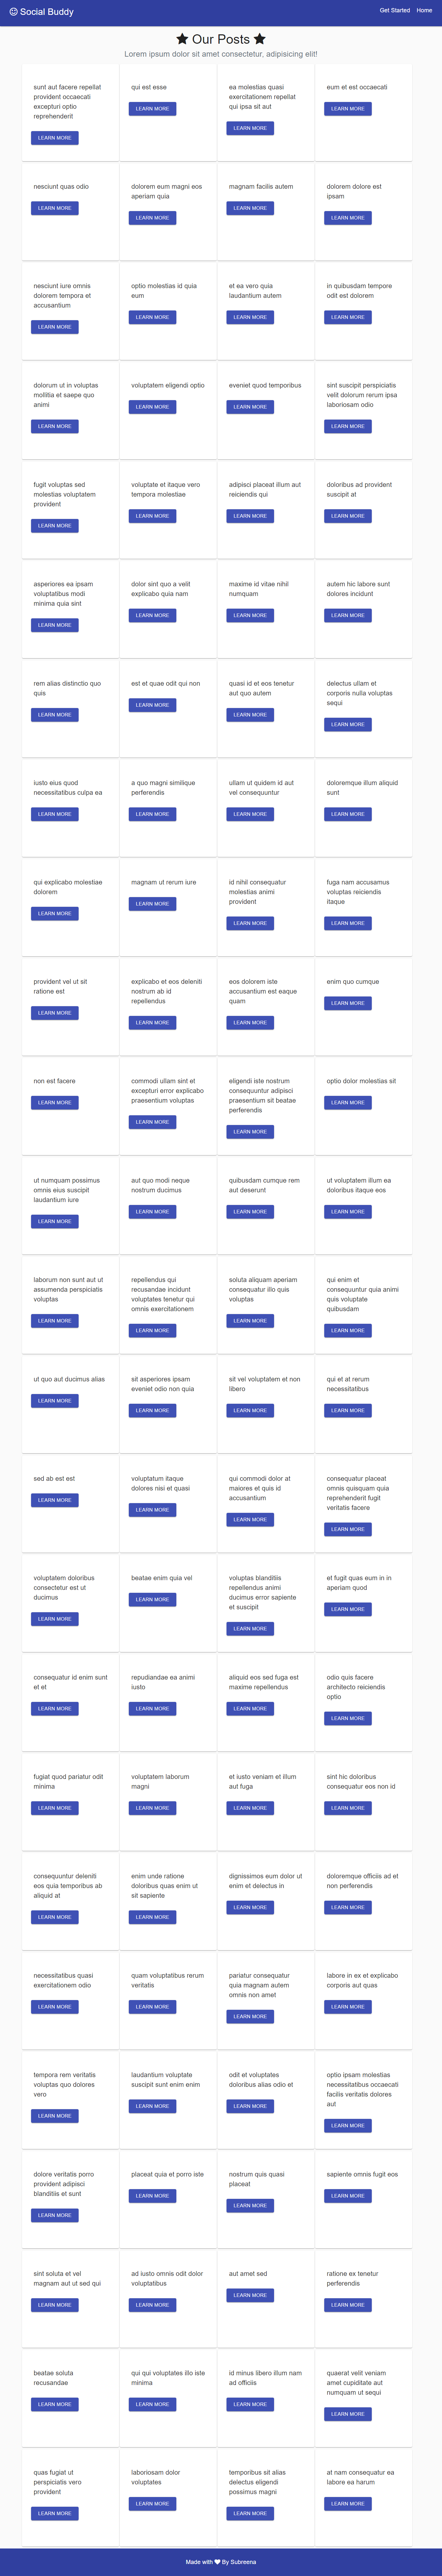 Social Buddy
Get Started
Home
Our Posts
Lorem ipsum dolor sit amet consectetur, adipisicing elit!
sunt aut facere repellat
provident occaecati
excepturi optio
reprehenderit
LEARN MORE
qui est esse
LEARN MORE
ea molestias quasi
exercitationem repellat
qui ipsa sit aut
LEARN MORE
eum et est occaecati
LEARN MORE
nesciunt quas odio
LEARN MORE
dolorem eum magni eos
aperiam quia
LEARN MORE
magnam facilis autem
LEARN MORE
dolorem dolore est
ipsam
LEARN MORE
nesciunt iure omnis
dolorem tempora et
accusantium
LEARN MORE
optio molestias id quia
eum
LEARN MORE
et ea vero quia
laudantium autem
LEARN MORE
in quibusdam tempore
odit est dolorem
LEARN MORE
dolorum ut in voluptas
mollitia et saepe quo
animi
LEARN MORE
voluptatem eligendi optio
LEARN MORE
eveniet quod temporibus
LEARN MORE
sint suscipit perspiciatis
velit dolorum rerum ipsa
laboriosam odio
LEARN MORE
fugit voluptas sed
molestias voluptatem
provident
LEARN MORE
voluptate et itaque vero
tempora molestiae
LEARN MORE
adipisci placeat illum aut
reiciendis qui
LEARN MORE
doloribus ad provident
suscipit at
LEARN MORE
asperiores ea ipsam
voluptatibus modi
minima quia sint
LEARN MORE
dolor sint quo a velit
explicabo quia nam
LEARN MORE
maxime id vitae nihil
numquam
LEARN MORE
autem hic labore sunt
dolores incidunt
LEARN MORE
rem alias distinctio quo
quis
LEARN MORE
est et quae odit qui non
LEARN MORE
quasi id et eos tenetur
aut quo autem
LEARN MORE
delectus ullam et
corporis nulla voluptas
sequi
LEARN MORE
iusto eius quod
necessitatibus culpa ea
LEARN MORE
a quo magni similique
perferendis
LEARN MORE
ullam ut quidem id aut
vel consequuntur
LEARN MORE
doloremque illum aliquid
sunt
LEARN MORE
qui explicabo molestiae
dolorem
LEARN MORE
magnam ut rerum iure
LEARN MORE
id nihil consequatur
molestias animi
provident
LEARN MORE
fuga nam accusamus
voluptas reiciendis
itaque
LEARN MORE
provident vel ut sit
ratione est
LEARN MORE
explicabo et eos deleniti
nostrum ab id
repellendus
LEARN MORE
eos dolorem iste
accusantium est eaque
quam
LEARN MORE
enim quo cumque
LEARN MORE
non est facere
LEARN MORE
commodi ullam sint et
excepturi error explicabo
praesentium voluptas
LEARN MORE
eligendi iste nostrum
consequuntur adipisci
praesentium sit beatae
perferendis
LEARN MORE
optio dolor molestias sit
LEARN MORE
ut numquam possimus
omnis eius suscipit
laudantium iure
LEARN MORE
aut quo modi neque
nostrum ducimus
LEARN MORE
quibusdam cumque rem
aut deserunt
LEARN MORE
ut voluptatem illum ea
doloribus itaque eos
LEARN MORE
laborum non sunt aut ut
assumenda perspiciatis
voluptas
LEARN MORE
repellendus qui
recusandae incidunt
voluptates tenetur qui
omnis exercitationem
LEARN MORE
soluta aliquam aperiam
consequatur illo quis
voluptas
LEARN MORE
qui enim et
consequuntur quia animi
quis voluptate
quibusdam
LEARN MORE
ut quo aut ducimus alias
LEARN MORE
sit asperiores ipsam
eveniet odio non quia
LEARN MORE
sit vel voluptatem et non
libero
LEARN MORE
qui et at rerum
necessitatibus
LEARN MORE
sed ab est est
LEARN MORE
voluptatum itaque
dolores nisi et quasi
LEARN MORE
qui commodi dolor at
maiores et quis id
accusantium
LEARN MORE
consequatur placeat
omnis quisquam quia
reprehenderit fugit
veritatis facere
LEARN MORE
voluptatem doloribus
consectetur est ut
ducimus
LEARN MORE
beatae enim quia vel
LEARN MORE
voluptas blanditiis
repellendus animi
ducimus error sapiente
et suscipit
LEARN MORE
et fugit quas eum in in
aperiam quod
LEARN MORE
consequatur id enim sunt
et et
LEARN MORE
repudiandae ea animi
iusto
LEARN MORE
aliquid eos sed fuga est
maxime repellendus
LEARN MORE
odio quis facere
architecto reiciendis
optio
LEARN MORE
fugiat quod pariatur odit
minima
LEARN MORE
voluptatem laborum
magni
LEARN MORE
et iusto veniam et illum
aut fuga
LEARN MORE
sint hic doloribus
consequatur eos non id
LEARN MORE
consequuntur deleniti
eos quia temporibus ab
aliquid at
LEARN MORE
enim unde ratione
doloribus quas enim ut
sit sapiente
LEARN MORE
dignissimos eum dolor ut
enim et delectus in
LEARN MORE
doloremque officiis ad et
non perferendis
LEARN MORE
necessitatibus quasi
exercitationem odio
LEARN MORE
quam voluptatibus rerum
veritatis
LEARN MORE
pariatur consequatur
quia magnam autem
omnis non amet
LEARN MORE
labore in ex et explicabo
corporis aut quas
LEARN MORE
tempora rem veritatis
voluptas quo dolores
vero
LEARN MORE
laudantium voluptate
suscipit sunt enim enim
LEARN MORE
odit et voluptates
doloribus alias odio et
LEARN MORE
optio ipsam molestias
necessitatibus occaecati
facilis veritatis dolores
aut
LEARN MORE
dolore veritatis porro
provident adipisci
blanditiis et sunt
LEARN MORE
placeat quia et porro iste
LEARN MORE
nostrum quis quasi
placeat
LEARN MORE
sapiente omnis fugit eos
LEARN MORE
sint soluta et vel
magnam aut ut sed qui
LEARN MORE
ad iusto omnis odit dolor
voluptatibus
LEARN MORE
aut amet sed
LEARN MORE
ratione ex tenetur
perferendis
LEARN MORE
beatae soluta
recusandae
LEARN MORE
qui qui voluptates illo iste
minima
LEARN MORE
id minus libero illum nam
ad officiis
LEARN MORE
quaerat velit veniam
amet cupiditate aut
numquam ut sequi
LEARN MORE
quas fugiat ut
perspiciatis vero
provident
LEARN MORE
laboriosam dolor
voluptates
LEARN MORE
temporibus sit alias
delectus eligendi
possimus magni
LEARN MORE
at nam consequatur ea
labore ea harum
LEARN MORE
Made with ❤ By Subreena